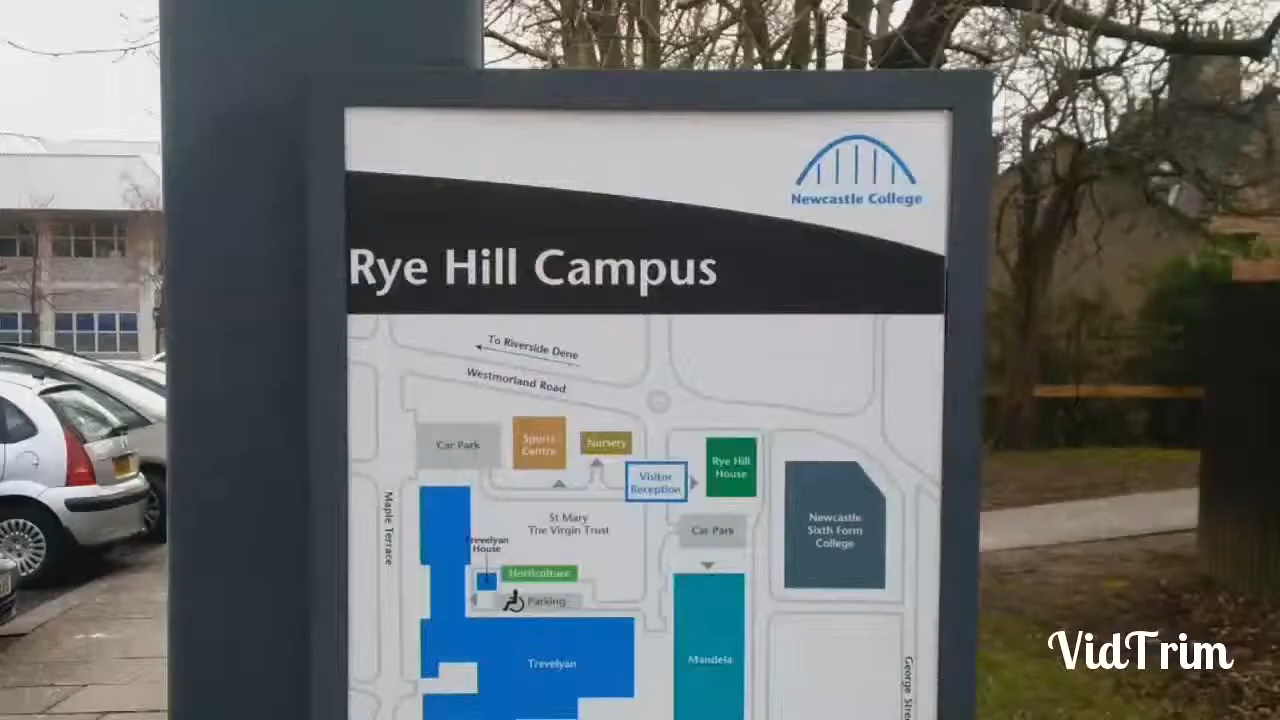 Newcastle College
Rye Hill Campus
To Riverside Dene
Westmorland Road
Car Park
Sports
Centre
Nursery
Visitor
Reception
Rye Hill
House
Maple Terrace
St Mary
The Virgin Trust
Car Park
Newcastle
Sixth Form
College
Trevelyan
House
Horticulture
Parking
Trevelyan
Mandela
George Stre
VidTrim